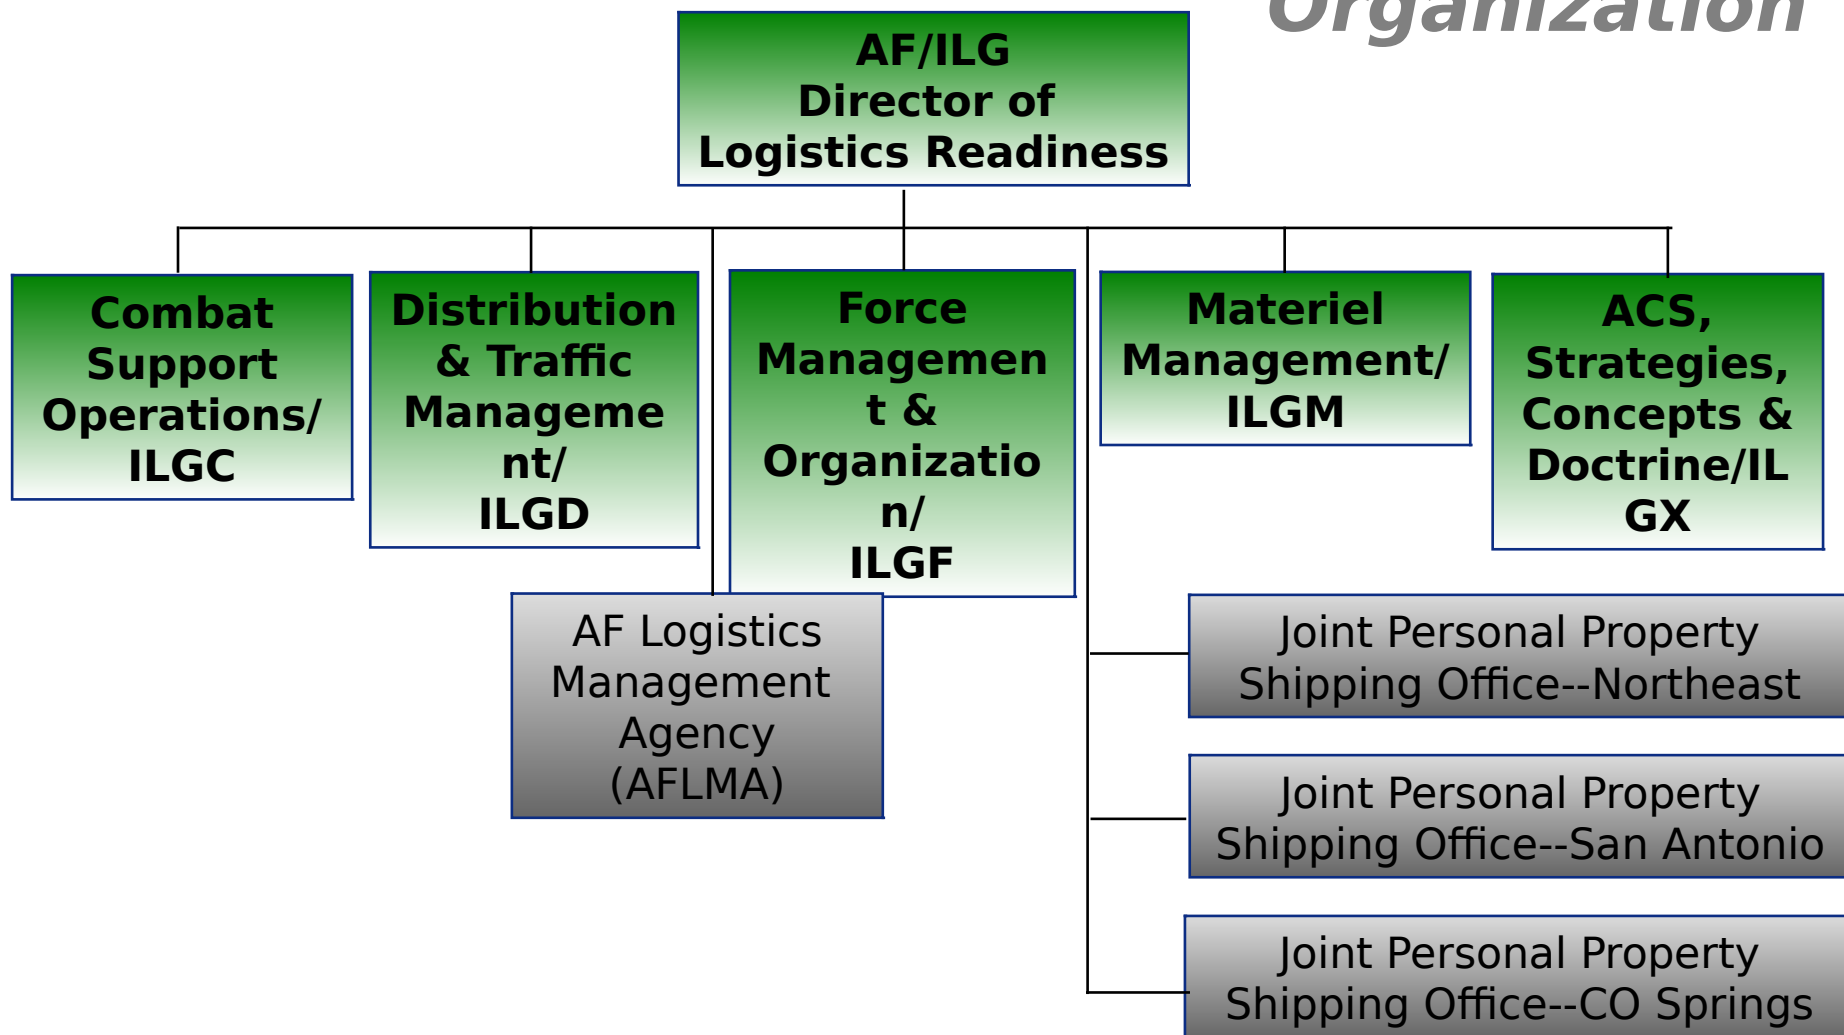 Organization
AF/ILG
Director of
Logistics Readiness
Combat
Support
Operations/
ILGC
Distribution
& Traffic
Manageme
nt/
ILGD
Force
Managemen
t &
Organizatio
n/
ILGF
Materiel
Management/
ILGM
ACS,
Strategies,
Concepts &
Doctrine/IL
GX
AF Logistics
Management
Agency
(AFLMA)
Joint Personal Property
Shipping Office--Northeast
Joint Personal Property
Shipping Office--San Antonio
Joint Personal Property
Shipping Office--CO Springs